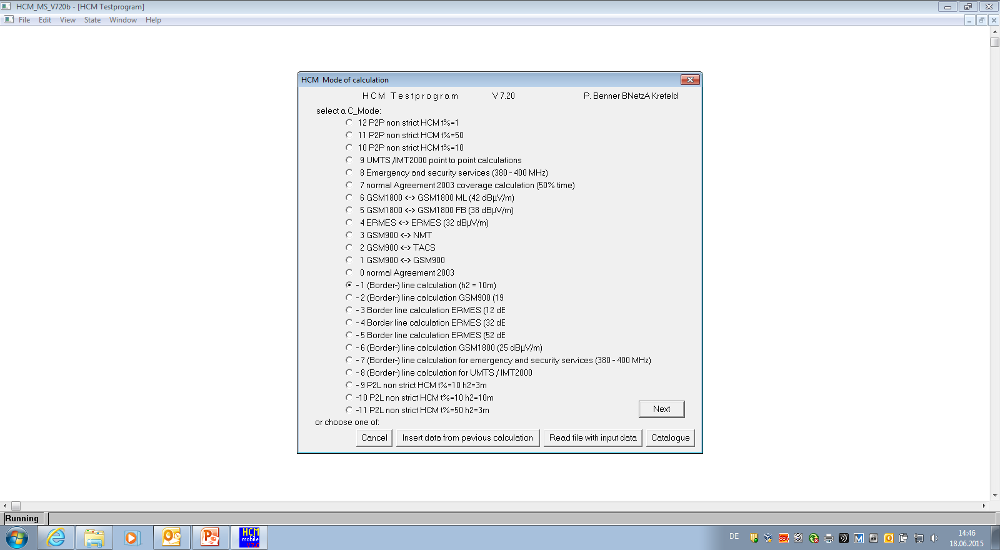 HCM_MS_V720b - [HCM Testprogram]
File Edit View State Window Help
HCM Mode of calculation
HCM Testprogram V 7.20 P. Benner BNetzA Krefeld
select a C_Mode:
12 P2P non strict HCM t%=1
11 P2P non strict HCM t%=50
10 P2P non strict HCM t%=10
9 UMTS /IMT2000 point to point calculations
8 Emergency and security services (380 - 400 MHz)
7 normal Agreement 2003 coverage calculation (50% time)
6 GSM1800 <-> GSM1800 ML (42 dBµV/m)
5 GSM1800 <-> GSM1800 FB (38 dBµV/m)
4 ERMES <-> ERMES (32 dBµV/m)
3 GSM900 <-> NMT
2 GSM900 <-> TACS
1 GSM900 <-> GSM900
0 normal Agreement 2003
- 1 (Border-) line calculation (h2 = 10m)
- 2 (Border-) line calculation GSM900 (19
- 3 Border line calculation ERMES (12 dE
- 4 Border line calculation ERMES (32 dE
- 5 Border line calculation ERMES (52 dE
- 6 (Border-) line calculation GSM1800 (25 dBµV/m)
- 7 (Border-) line calculation for emergency and security services (380 - 400 MHz)
- 8 (Border-) line calculation for UMTS / IMT2000
- 9 P2L non strict HCM t%=10 h2=3m
-10 P2L non strict HCM t%=10 h2=10m
-11 P2L non strict HCM t%=50 h2=3m
Next
or choose one of:
Cancel Insert data from pevious calculation Read file with input data Catalogue
Running
HCM
mobile
V 7.0
DE
14:46
18.06.2015